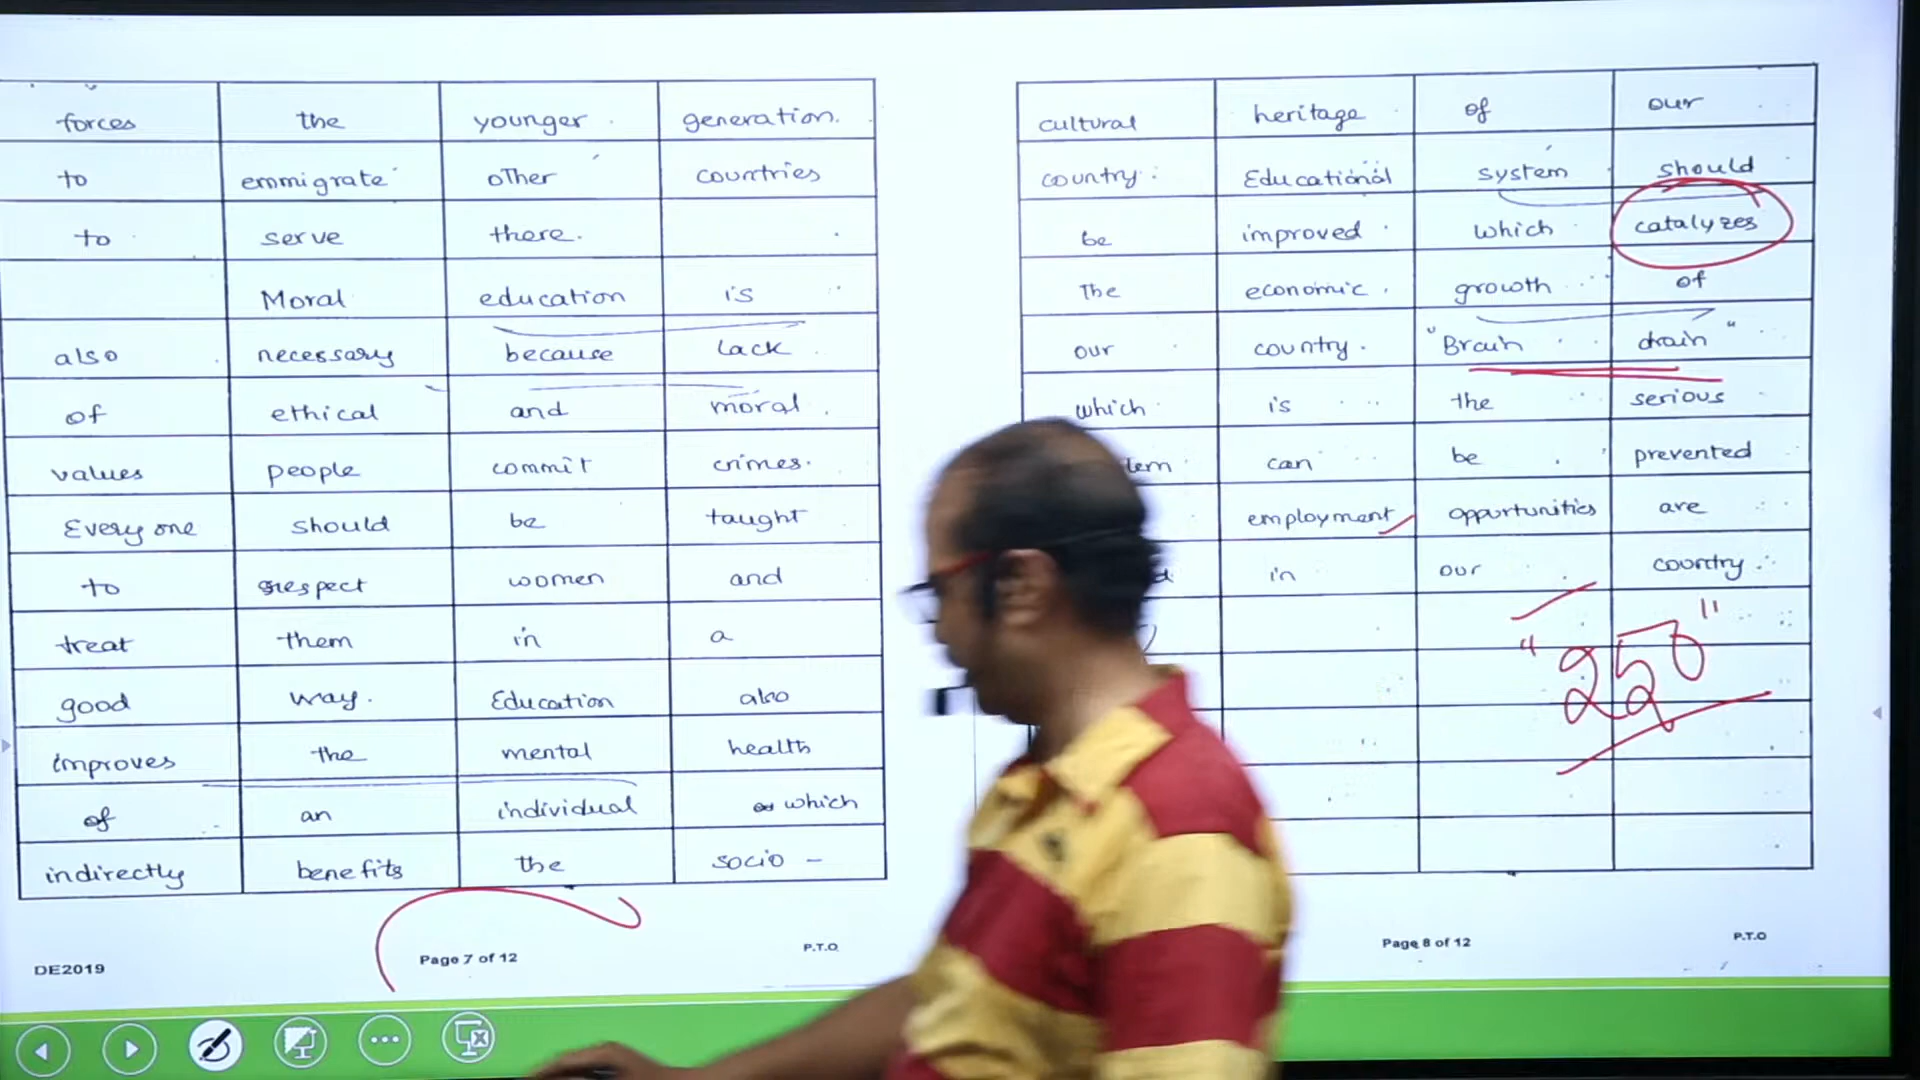 forces the younger generation.
to emmigrate other countries
to serve there.
Moral education is
also necessary because lack
of ethical and moral
values people commit crimes.
Every one should be taught
to respect women and
treat them in a
good way. Education also
improves the mental health
of an individual which
indirectly benefits the socio -
DE2019 Page 7 of 12 P.T.O
cultural heritage of our
country. Educational system should
be improved which catalyzes
The economic growth of
our country. "Brain drain"
which is the serious
can be prevented
employment opportunities are
in our country.
"250"
Page 8 of 12 P.T.O